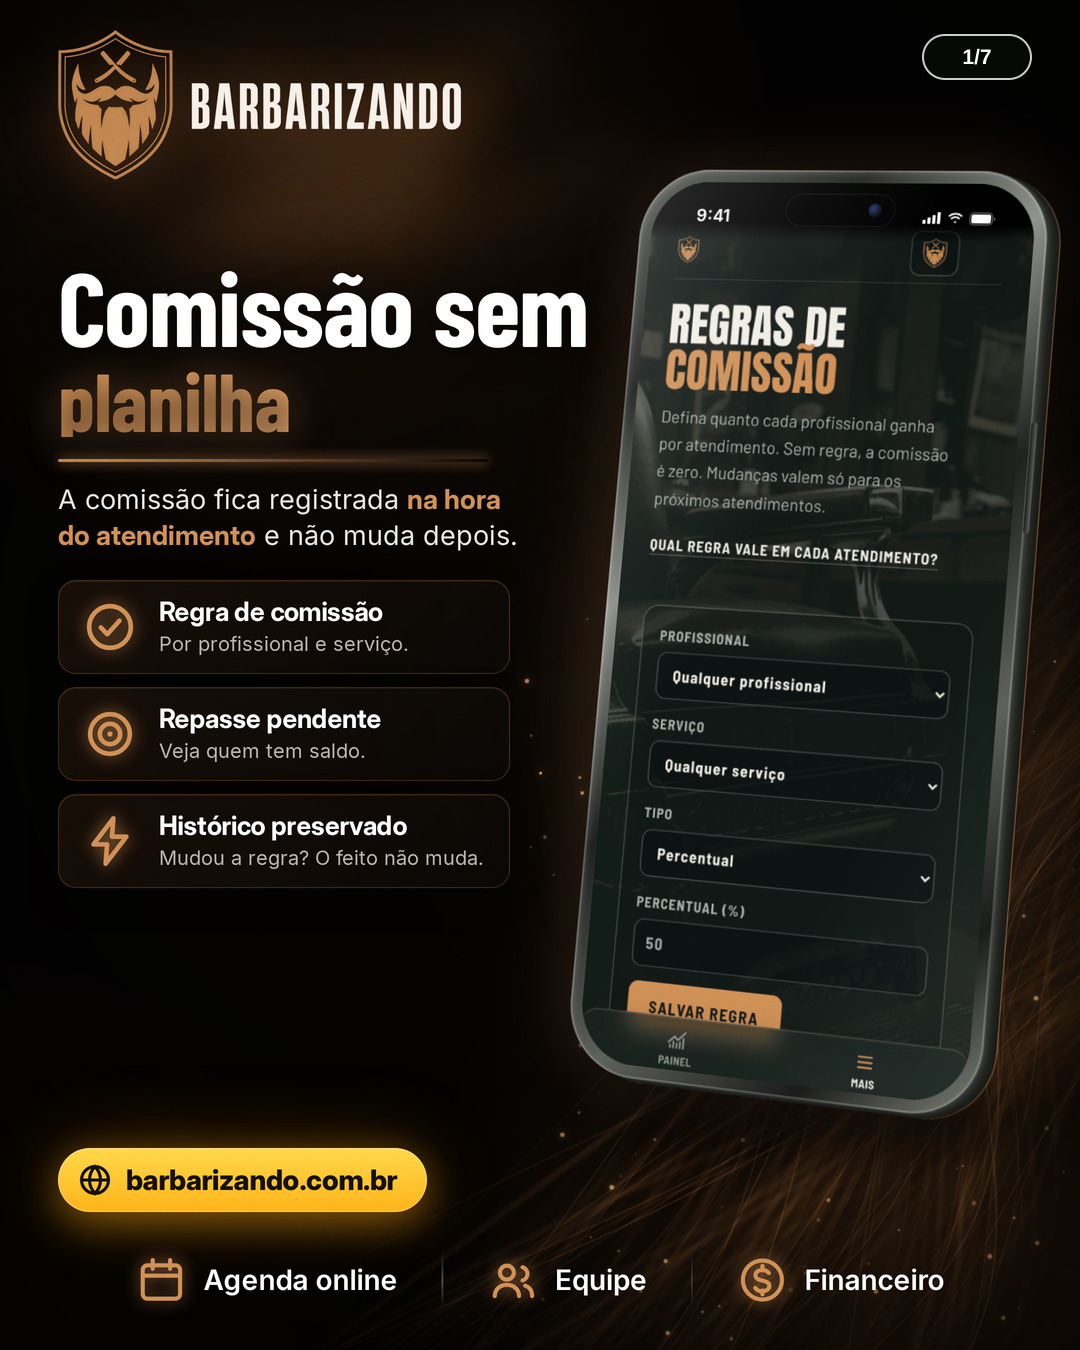 BARBARIZANDO
1/7
Comissão sem
planilha
A comissão fica registrada na hora
do atendimento e não muda depois.
Regra de comissão
Por profissional e serviço.
Repasse pendente
Veja quem tem saldo.
Histórico preservado
Mudou a regra? O feito não muda.
9:41
REGRAS DE
COMISSÃO
Defina quanto cada profissional ganha
por atendimento. Sem regra, a comissão
é zero. Mudanças valem só para os
próximos atendimentos.
QUAL REGRA VALE EM CADA ATENDIMENTO?
PROFISSIONAL
Qualquer profissional
SERVIÇO
Qualquer serviço
TIPO
Percentual
PERCENTUAL (%)
50
SALVAR REGRA
PAINEL
MAIS
barbarizando.com.br
Agenda online
Equipe
Financeiro